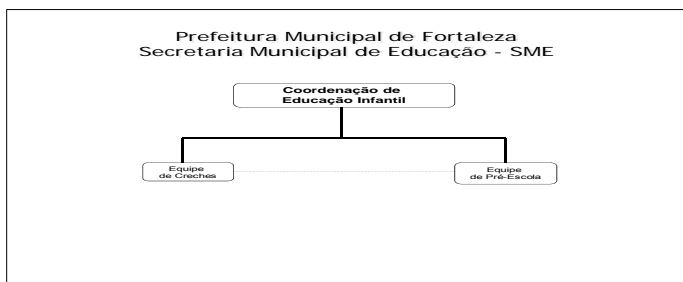 Prefeitura Municipal de Fortaleza
Secretaria Municipal de Educação - SME
Coordenação de
Educação Infantil
Equipe
de Creches
Equipe
de Pré-Escola